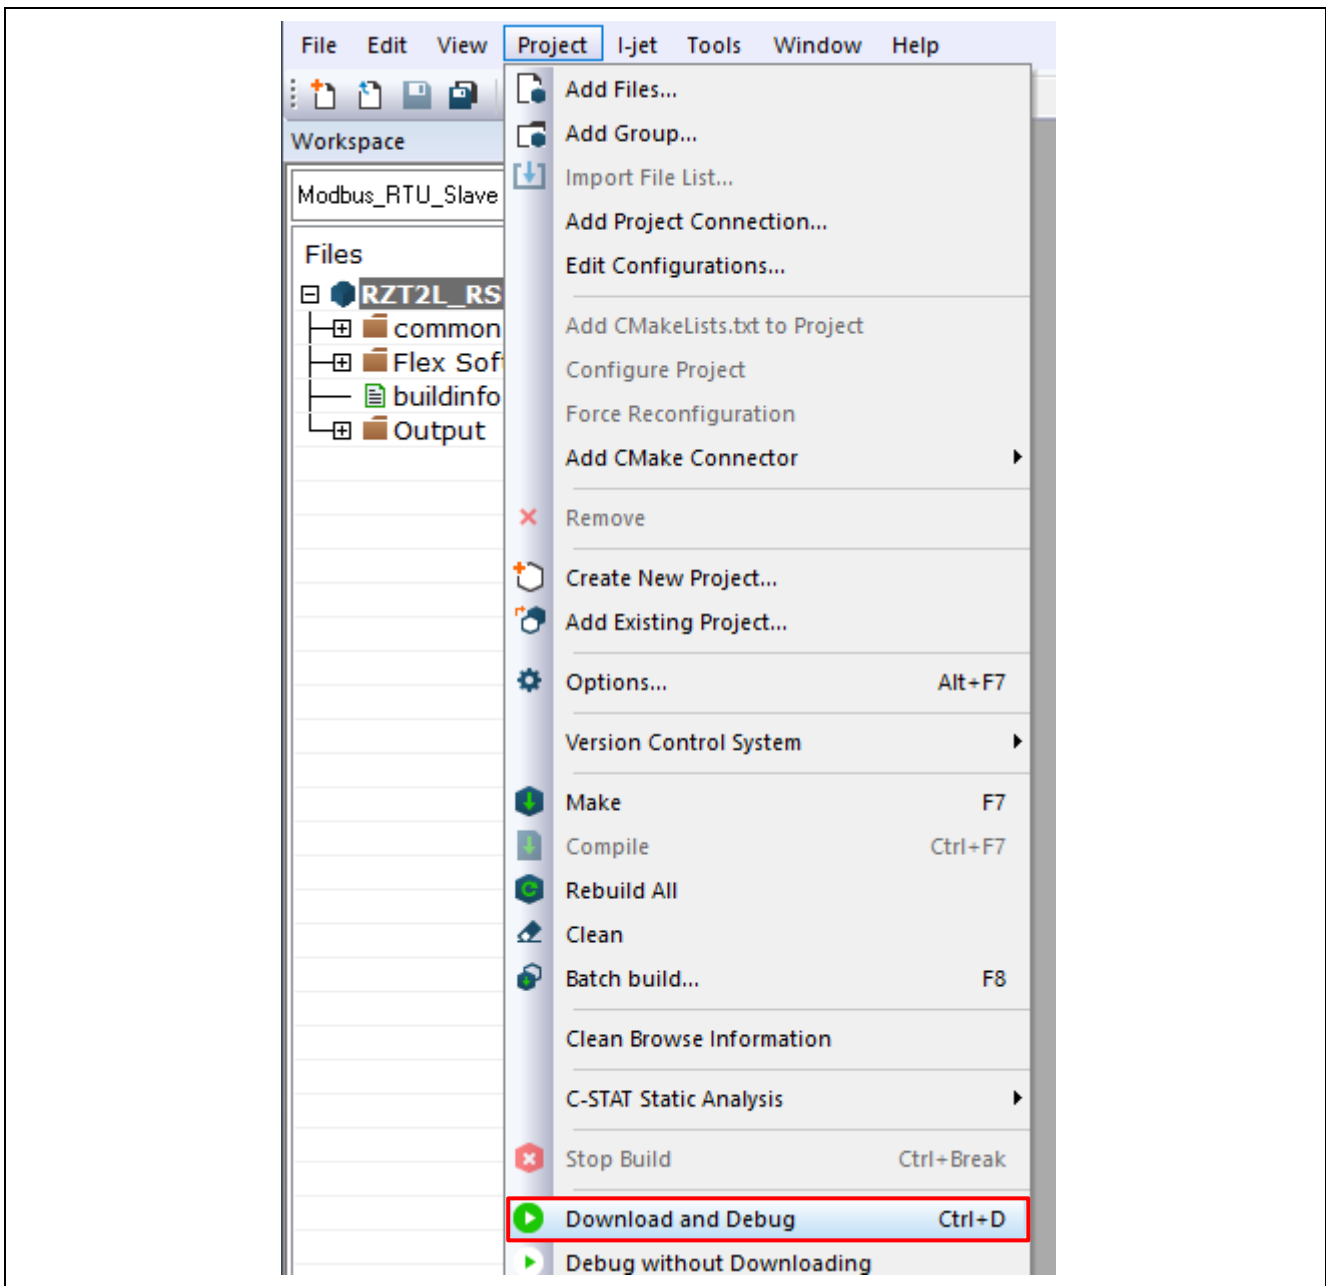 File Edit View Project I-jet Tools Window Help
Workspace
Modbus_RTU_Slave
Files
RZT2L_RS
common
Flex Sof
buildinfo
Output
Add Files...
Add Group...
Import File List...
Add Project Connection...
Edit Configurations...
Add CMakeLists.txt to Project
Configure Project
Force Reconfiguration
Add CMake Connector
Remove
Create New Project...
Add Existing Project...
Options... Alt+F7
Version Control System
Make F7
Compile Ctrl+F7
Rebuild All
Clean
Batch build... F8
Clean Browse Information
C-STAT Static Analysis
Stop Build Ctrl+Break
Download and Debug Ctrl+D
Debug without Downloading